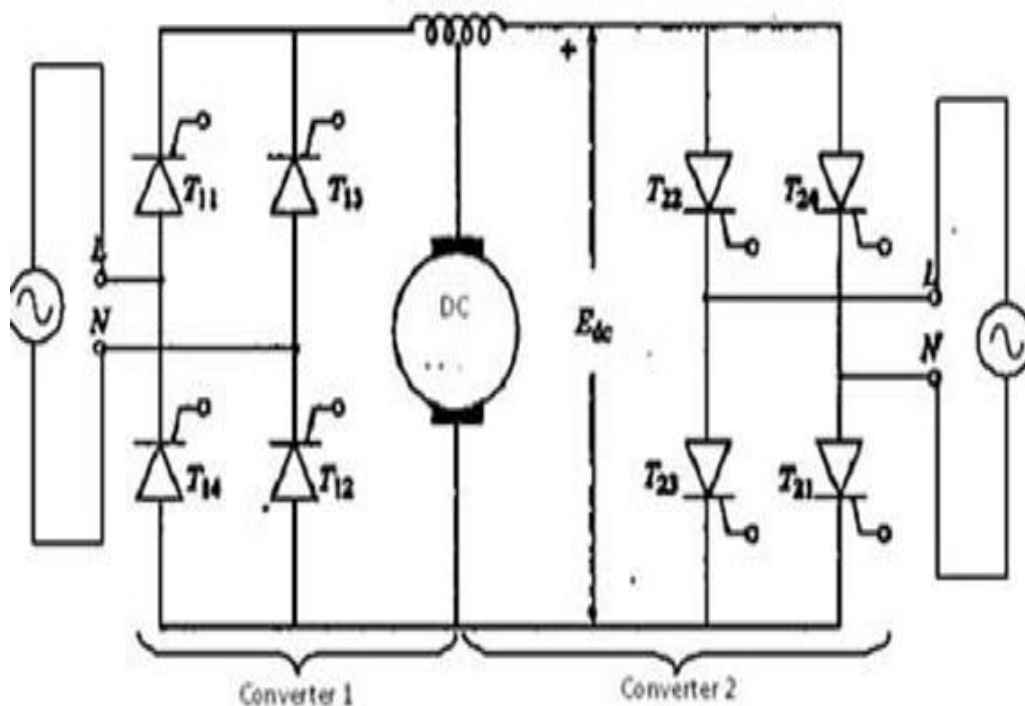 +
T11
T13
T22
T24
L
N
DC
Edc
L
N
T14
T12
T23
T21
Converter 1
Converter 2